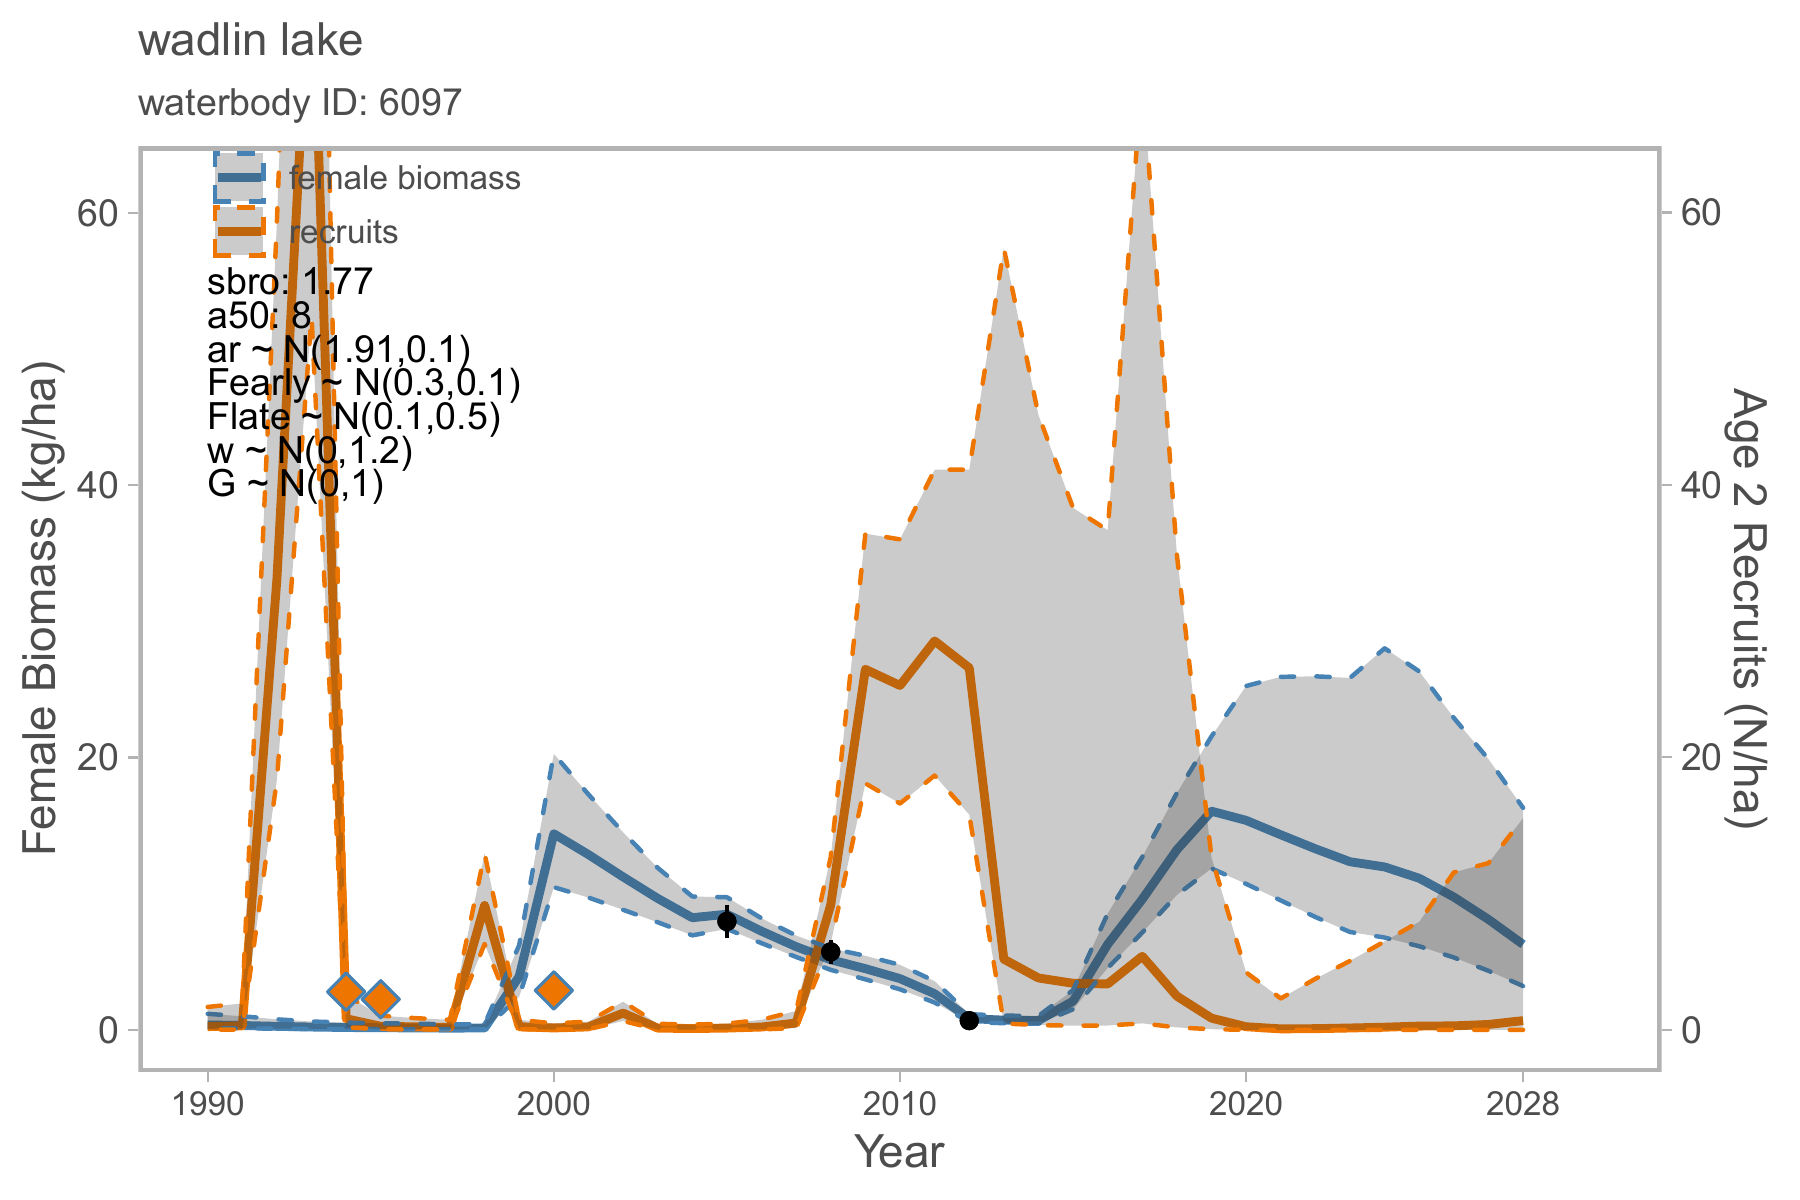 wadlin lake
waterbody ID: 6097
female biomass
recruits
sbro: 1.77
a50: 8
ar ~ N(1.91,0.1)
Fearly ~ N(0.3,0.1)
Flate ~ N(0.1,0.5)
w ~ N(0,1.2)
G ~ N(0,1)
Female Biomass (kg/ha)
60
40
20
0
60
40
20
0
Age 2 Recruits (N/ha)
1990
2000
2010
2020
2028
Year